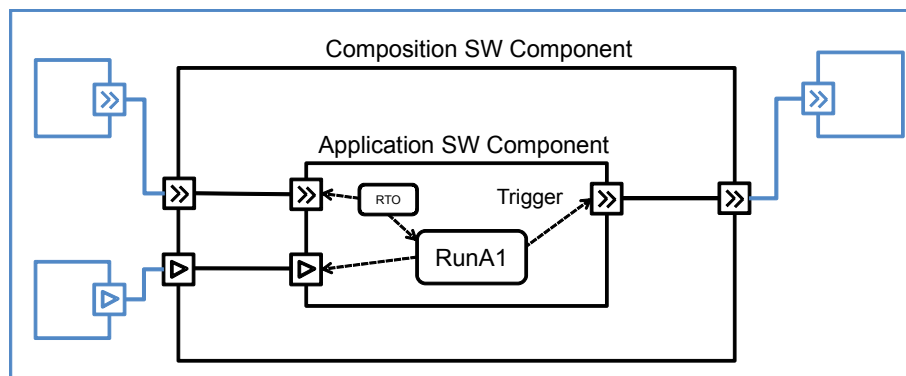 Composition SW Component
Application SW Component
RTO
Trigger
RunA1